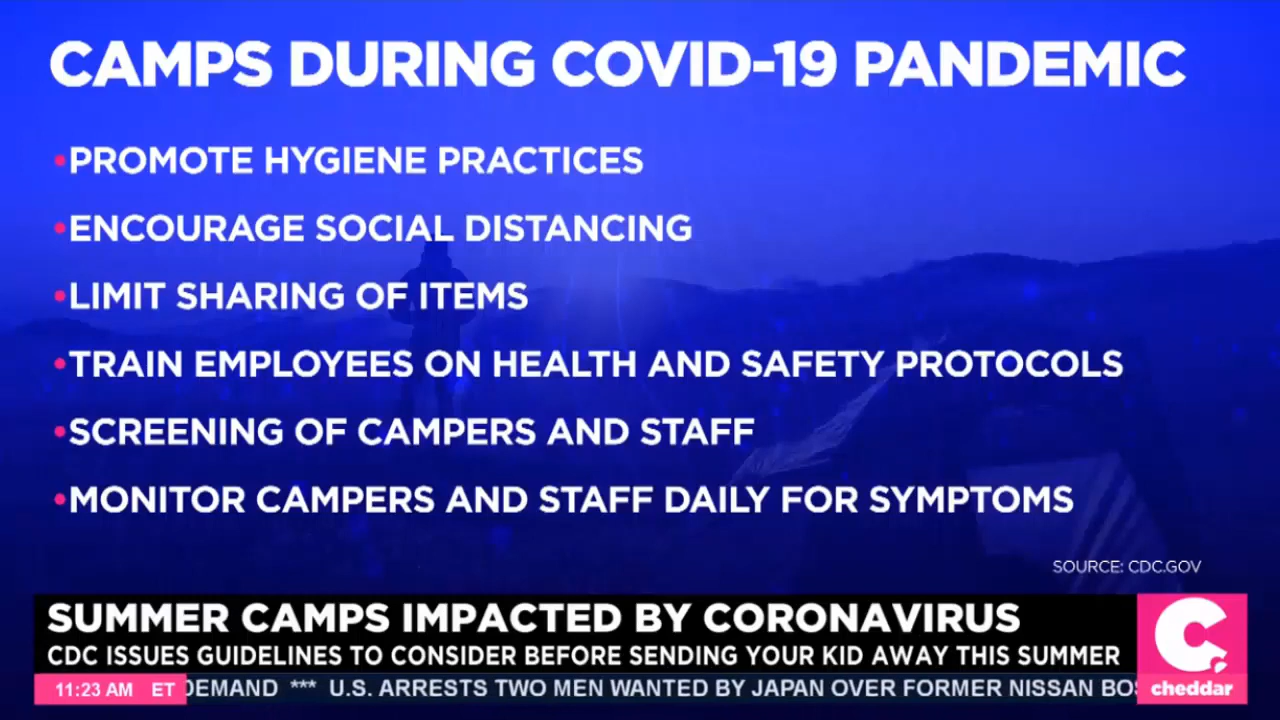 CAMPS DURING COVID-19 PANDEMIC
•PROMOTE HYGIENE PRACTICES
•ENCOURAGE SOCIAL DISTANCING
•LIMIT SHARING OF ITEMS
•TRAIN EMPLOYEES ON HEALTH AND SAFETY PROTOCOLS
•SCREENING OF CAMPERS AND STAFF
•MONITOR CAMPERS AND STAFF DAILY FOR SYMPTOMS
SOURCE: CDC.GOV
SUMMER CAMPS IMPACTED BY CORONAVIRUS
CDC ISSUES GUIDELINES TO CONSIDER BEFORE SENDING YOUR KID AWAY THIS SUMMER
11:23 AM ET DEMAND *** U.S. ARRESTS TWO MEN WANTED BY JAPAN OVER FORMER NISSAN
cheddar